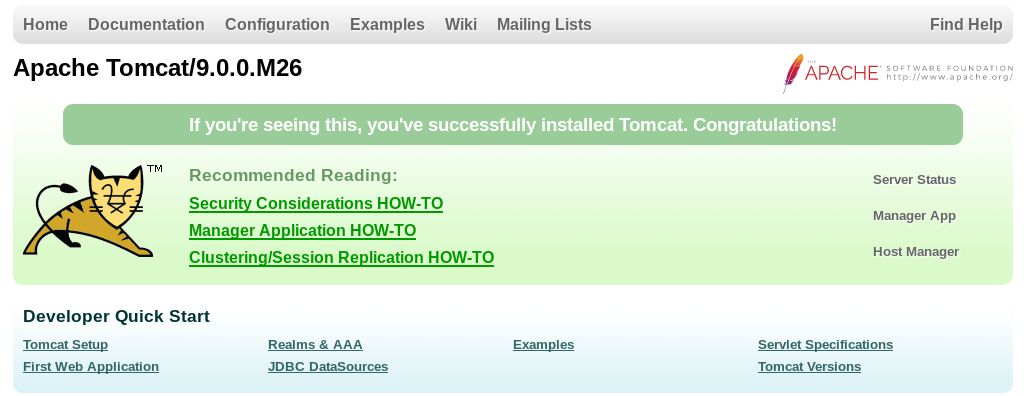 Home Documentation Configuration Examples Wiki Mailing Lists Find Help
Apache Tomcat/9.0.0.M26
THE APACHE® SOFTWARE FOUNDATION
http://www.apache.org/
If you're seeing this, you've successfully installed Tomcat. Congratulations!
TM
Recommended Reading:
Security Considerations HOW-TO
Manager Application HOW-TO
Clustering/Session Replication HOW-TO
Server Status
Manager App
Host Manager
Developer Quick Start
Tomcat Setup
First Web Application
Realms & AAA
JDBC DataSources
Examples
Servlet Specifications
Tomcat Versions